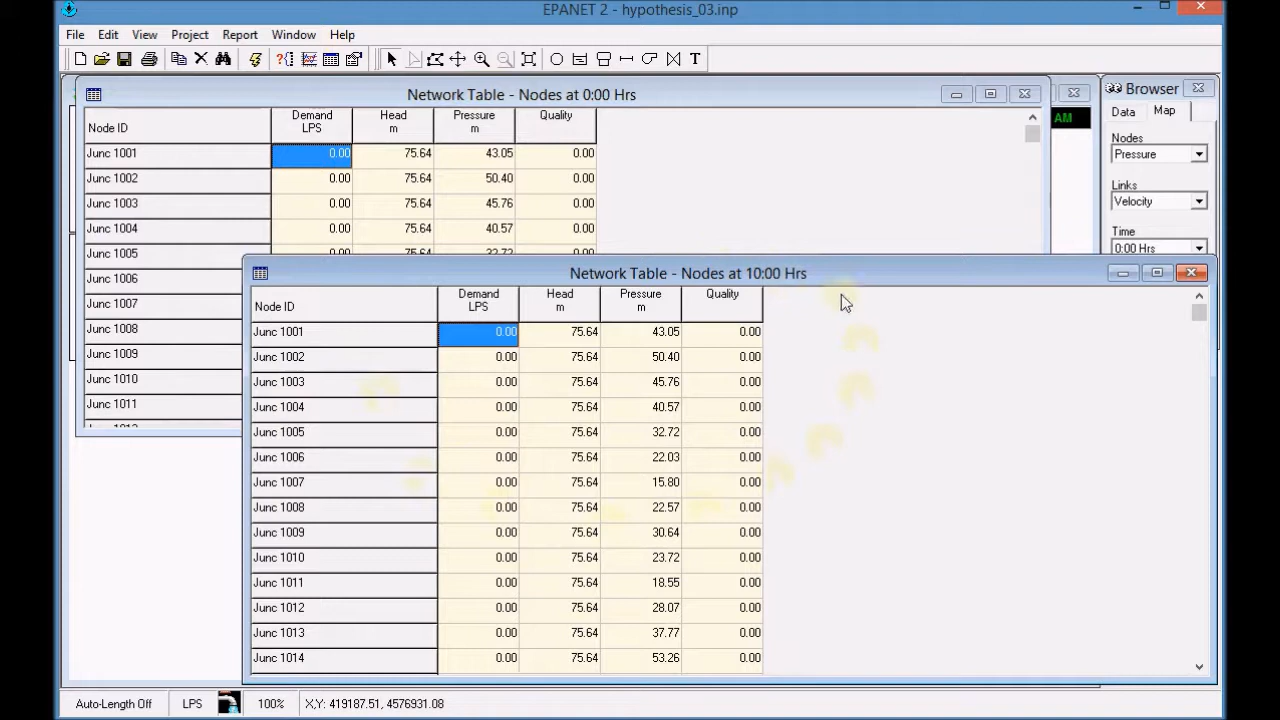 EPANET 2 - hypothesis_03.inp
File Edit View Project Report Window Help
Network Table - Nodes at 0:00 Hrs
Node ID Demand LPS Head m Pressure m Quality
Junc 1001 0.00 75.64 43.05 0.00
Junc 1002 0.00 75.64 50.40 0.00
Junc 1003 0.00 75.64 45.76 0.00
Junc 1004 0.00 75.64 40.57 0.00
Junc 1005 0.00 75.64 32.72 0.00
Junc 1006
Junc 1007
Junc 1008
Junc 1009
Junc 1010
Junc 1011
AM
Browser
Data Map
Nodes
Pressure
Links
Velocity
Time
0:00 Hrs
Network Table - Nodes at 10:00 Hrs
Node ID Demand LPS Head m Pressure m Quality
Junc 1001 0.00 75.64 43.05 0.00
Junc 1002 0.00 75.64 50.40 0.00
Junc 1003 0.00 75.64 45.76 0.00
Junc 1004 0.00 75.64 40.57 0.00
Junc 1005 0.00 75.64 32.72 0.00
Junc 1006 0.00 75.64 22.03 0.00
Junc 1007 0.00 75.64 15.80 0.00
Junc 1008 0.00 75.64 22.57 0.00
Junc 1009 0.00 75.64 30.64 0.00
Junc 1010 0.00 75.64 23.72 0.00
Junc 1011 0.00 75.64 18.55 0.00
Junc 1012 0.00 75.64 28.07 0.00
Junc 1013 0.00 75.64 37.77 0.00
Junc 1014 0.00 75.64 53.26 0.00
Auto-Length Off LPS 100% X,Y: 419187.51, 4576931.08